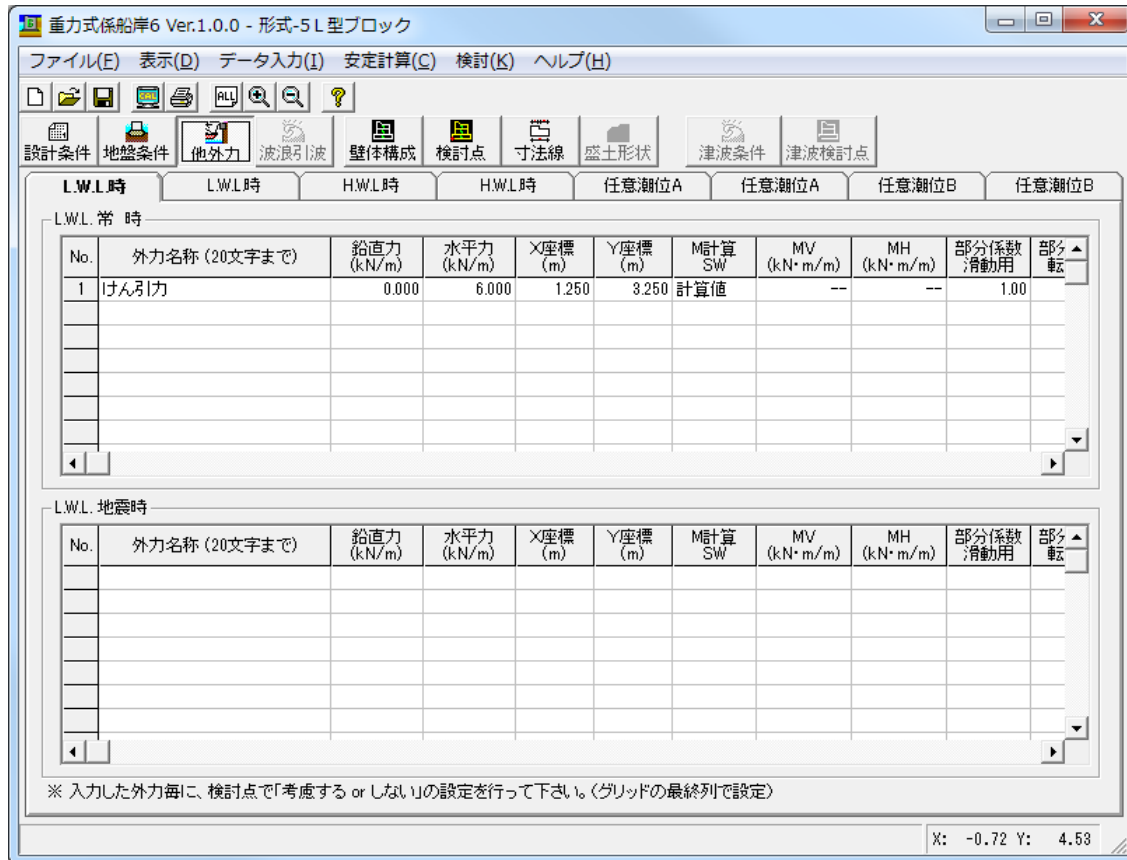 重力式係船岸6 Ver.1.0.0 - 形式-5Ｌ型ブロック
ファイル(F) 表示(D) データ入力(I) 安定計算(C) 検討(K) ヘルプ(H)
CAL ALL
設計条件 地盤条件 他外力 波浪引波 壁体構成 検討点 寸法線 盛土形状 津波条件 津波検討点
L.W.L時 L.W.L時 H.W.L時 H.W.L時 任意潮位A 任意潮位A 任意潮位B 任意潮位B
L.W.L. 常 時
No. 外力名称 (20文字まで) 鉛直力 (kN/m) 水平力 (kN/m) X座標 (m) Y座標 (m) M計算 SW MV (kN・m/m) MH (kN・m/m) 部分係数 滑動用 部分 転
1 けん引力 0.000 6.000 1.250 3.250 計算値 -- -- 1.00
L.W.L. 地震時
No. 外力名称 (20文字まで) 鉛直力 (kN/m) 水平力 (kN/m) X座標 (m) Y座標 (m) M計算 SW MV (kN・m/m) MH (kN・m/m) 部分係数 滑動用 部分 転
※ 入力した外力毎に、検討点で「考慮する or しない」の設定を行って下さい。(グリッドの最終列で設定)
X: -0.72 Y: 4.53